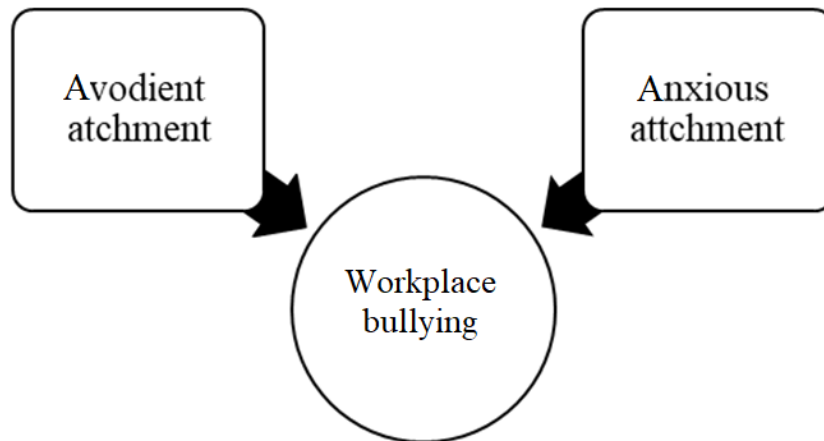 Avodient
atchment
Anxious
attchment
Workplace
bullying